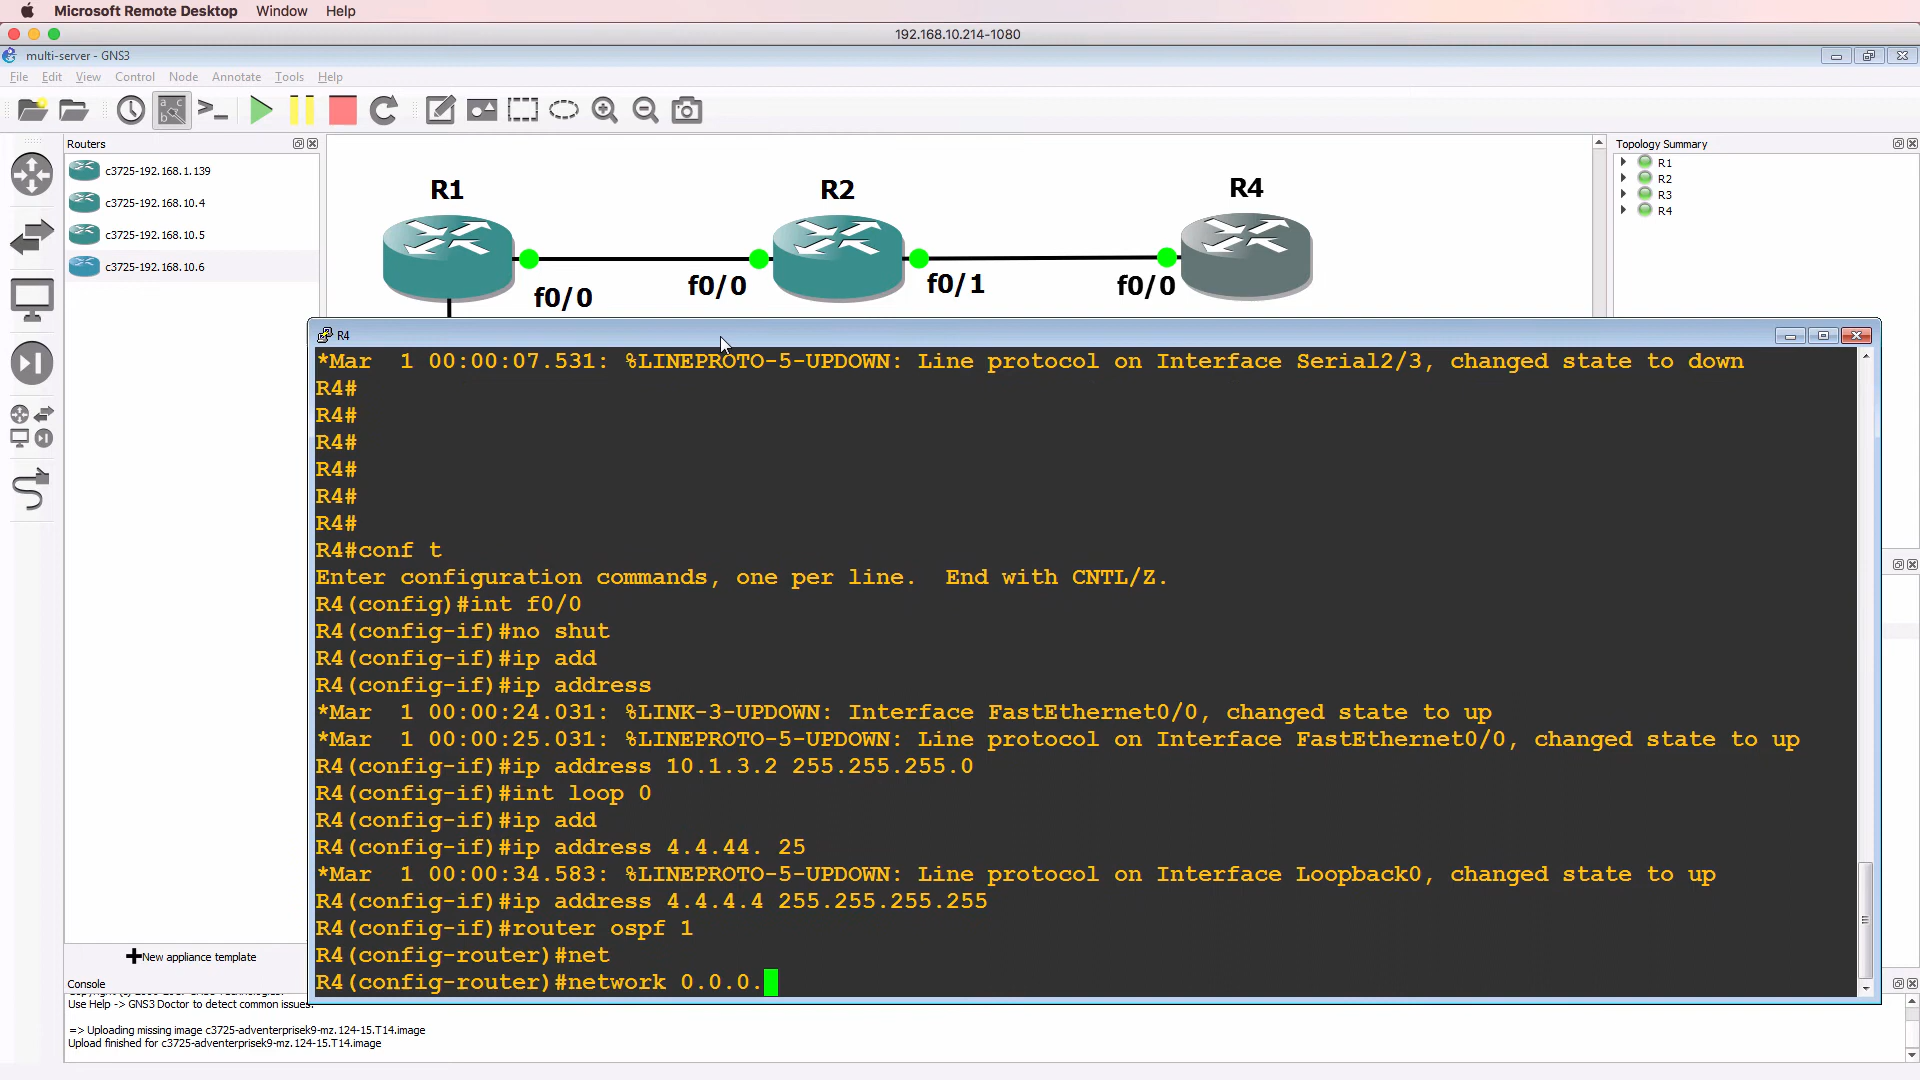 Microsoft Remote Desktop Window Help
192.168.10.214-1080
multi-server - GNS3
File Edit View Control Node Annotate Tools Help
Routers
c3725-192.168.1.139
c3725-192.168.10.4
c3725-192.168.10.5
c3725-192.168.10.6
New appliance template
R1 R2 R4
f0/0 f0/0 f0/1 f0/0
Topology Summary
R1
R2
R3
R4
R4
*Mar  1 00:00:07.531: %LINEPROTO-5-UPDOWN: Line protocol on Interface Serial2/3, changed state to down
R4#
R4#
R4#
R4#
R4#
R4#
R4#conf t
Enter configuration commands, one per line.  End with CNTL/Z.
R4(config)#int f0/0
R4(config-if)#no shut
R4(config-if)#ip add
R4(config-if)#ip address
*Mar  1 00:00:24.031: %LINK-3-UPDOWN: Interface FastEthernet0/0, changed state to up
*Mar  1 00:00:25.031: %LINEPROTO-5-UPDOWN: Line protocol on Interface FastEthernet0/0, changed state to up
R4(config-if)#ip address 10.1.3.2 255.255.255.0
R4(config-if)#int loop 0
R4(config-if)#ip add
R4(config-if)#ip address 4.4.44. 25
*Mar  1 00:00:34.583: %LINEPROTO-5-UPDOWN: Line protocol on Interface Loopback0, changed state to up
R4(config-if)#ip address 4.4.4.4 255.255.255.255
R4(config-if)#router ospf 1
R4(config-router)#net
R4(config-router)#network 0.0.0.
Console
Use Help -> GNS3 Doctor to detect common issues.
=> Uploading missing image c3725-adventerprisek9-mz.124-15.T14.image
Upload finished for c3725-adventerprisek9-mz.124-15.T14.image